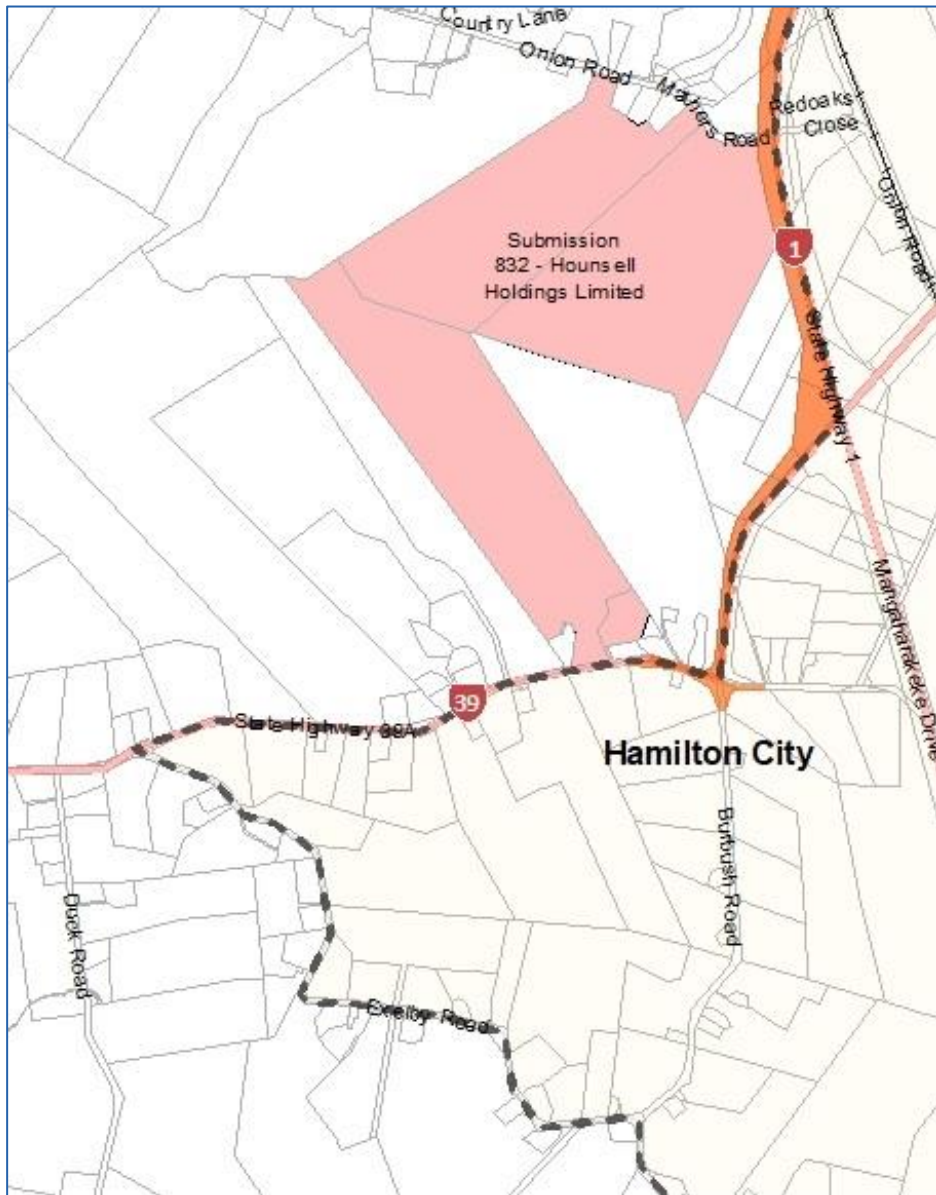 Country Lane
Onion Road
Mathers Road
Redoaks
Close
Onion Road
Submission
832 - Hounsell
Holdings Limited
1
State Highway 1
Mangaharakeke Drive
39
State Highway 39A
Hamilton City
Burbush Road
Duck Road
Exelby Road